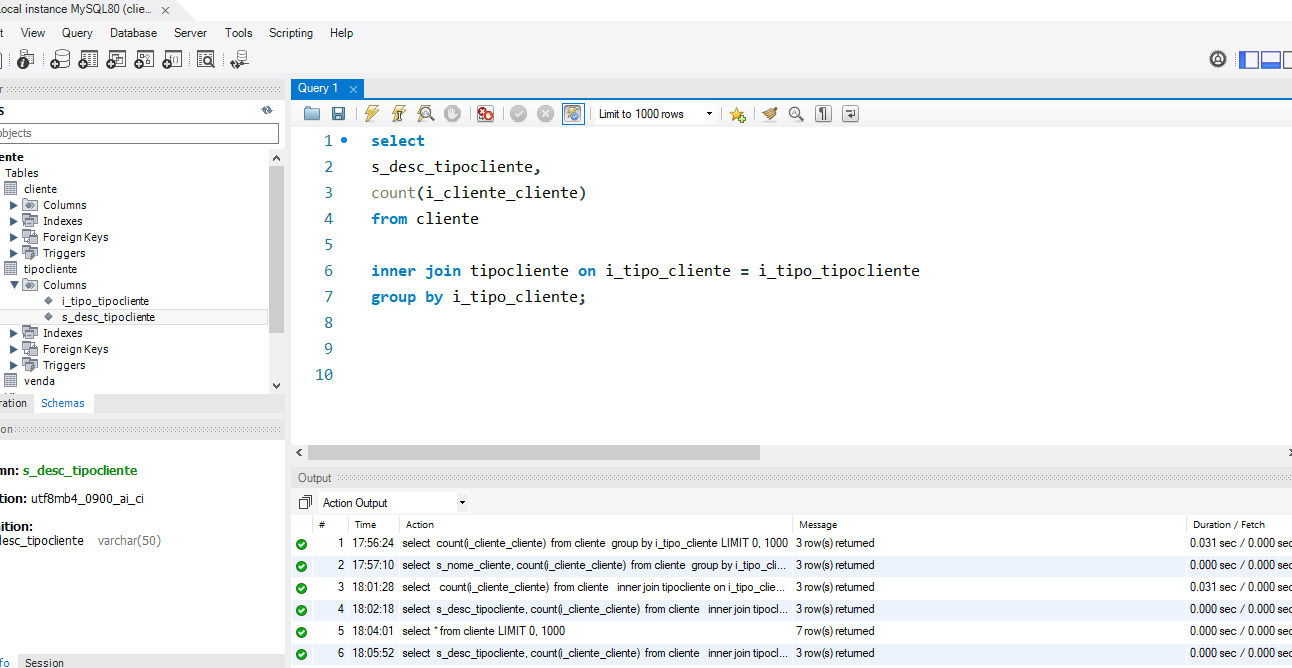 ocal instance MySQL80 (clie...
t View Query Database Server Tools Scripting Help
r
S
bjects
ente
Tables
cliente
Columns
Indexes
Foreign Keys
Triggers
tipocliente
Columns
i_tipo_tipocliente
s_desc_tipocliente
Indexes
Foreign Keys
Triggers
venda
ration Schemas
on
mn: s_desc_tipocliente
tion: utf8mb4_0900_ai_ci
ition:
desc_tipocliente varchar(50)
fo Session
Query 1
Limit to 1000 rows
1 select
2 s_desc_tipocliente,
3 count(i_cliente_cliente)
4 from cliente
5
6 inner join tipocliente on i_tipo_cliente = i_tipo_tipocliente
7 group by i_tipo_cliente;
8
9
10
Output
Action Output
# Time Action Message Duration / Fetch
1 17:56:24 select count(i_cliente_cliente) from cliente group by i_tipo_cliente LIMIT 0, 1000 3 row(s) returned 0.031 sec / 0.000 sec
2 17:57:10 select s_nome_cliente, count(i_cliente_cliente) from cliente group by i_tipo_cli... 3 row(s) returned 0.000 sec / 0.000 sec
3 18:01:28 select count(i_cliente_cliente) from cliente inner join tipocliente on i_tipo_clie... 3 row(s) returned 0.031 sec / 0.000 sec
4 18:02:18 select s_desc_tipocliente, count(i_cliente_cliente) from cliente inner join tipocl... 3 row(s) returned 0.000 sec / 0.000 sec
5 18:04:01 select * from cliente LIMIT 0, 1000 7 row(s) returned 0.000 sec / 0.000 sec
6 18:05:52 select s_desc_tipocliente, count(i_cliente_cliente) from cliente inner join tipocl... 3 row(s) returned 0.000 sec / 0.000 sec